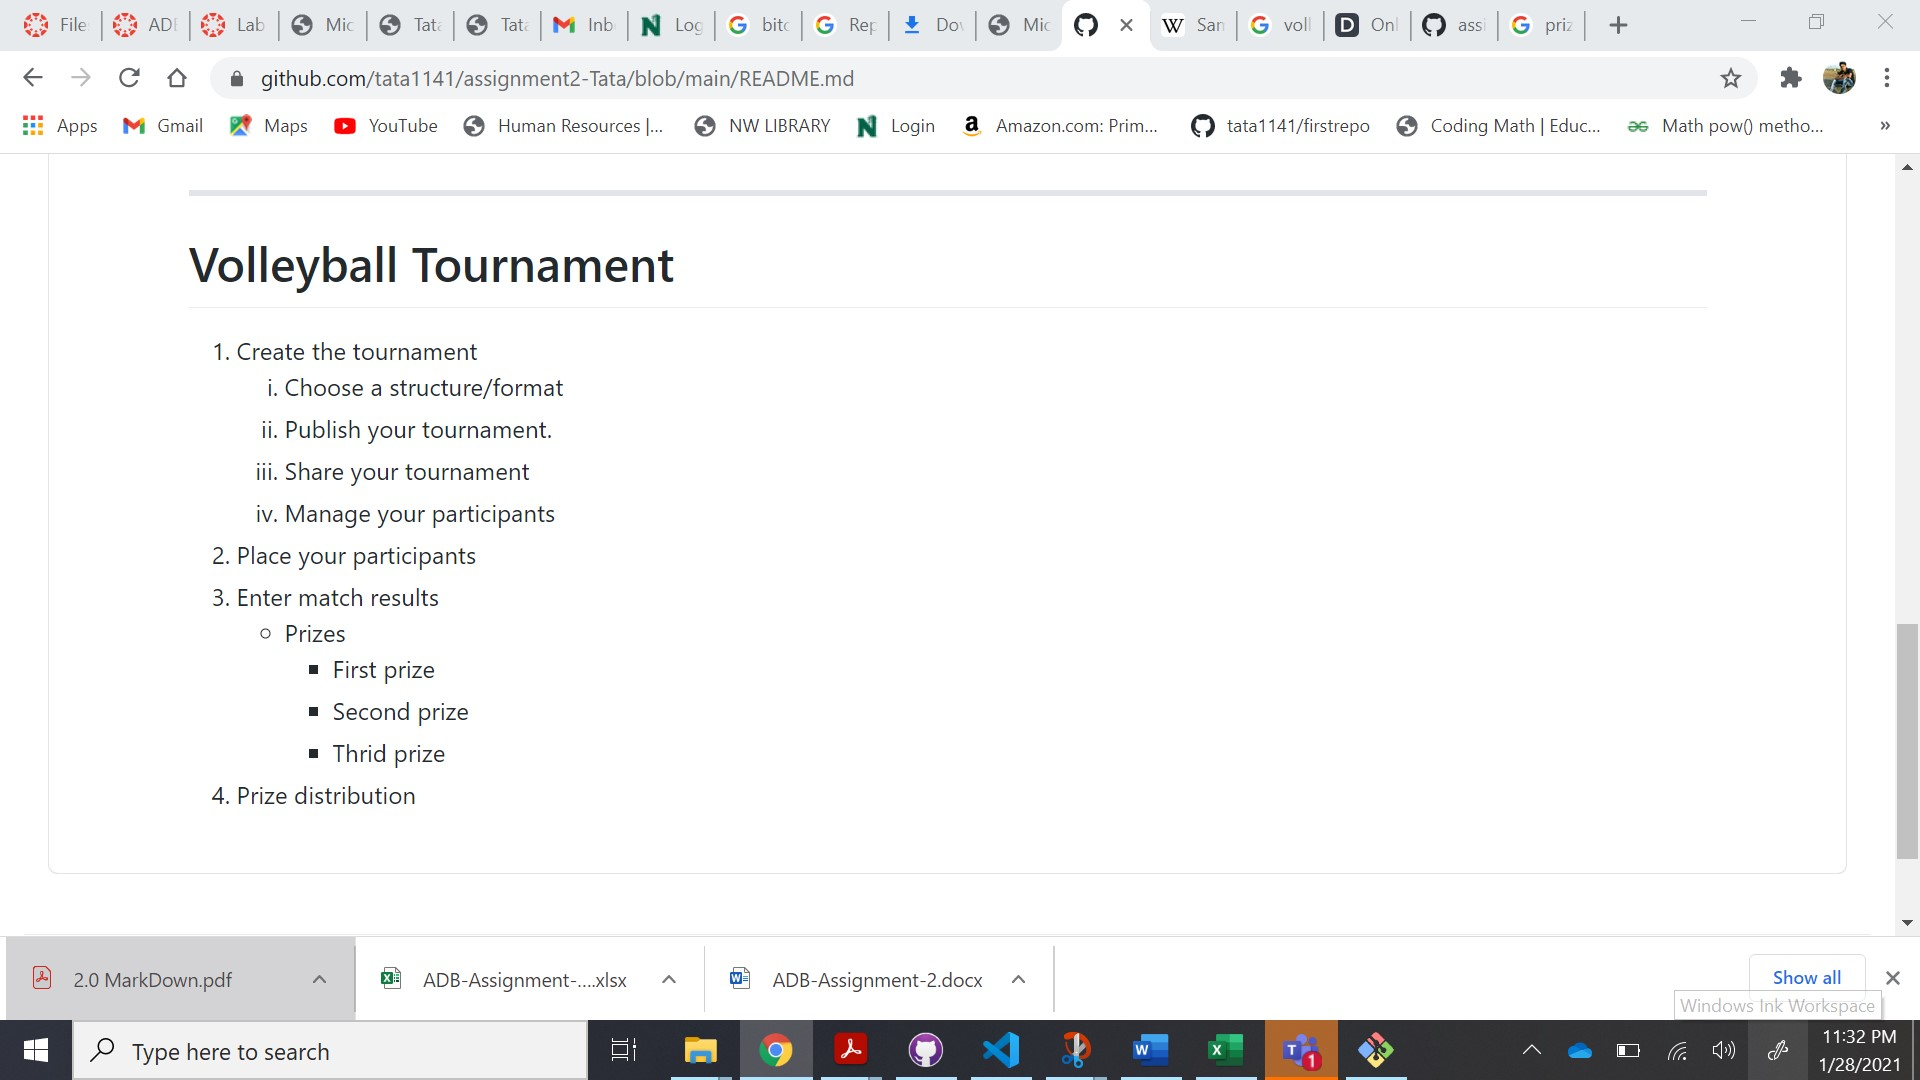 File
ADB
Lab
Mic
Tata
Tata
Inb
Log
bitc
Rep
Dov
Mic
San
voll
Onl
assi
priz
github.com/tata1141/assignment2-Tata/blob/main/README.md
Apps
Gmail
Maps
YouTube
Human Resources |...
NW LIBRARY
Login
Amazon.com: Prim...
tata1141/firstrepo
Coding Math | Educ...
Math pow() metho...
»
Volleyball Tournament
1. Create the tournament
i. Choose a structure/format
ii. Publish your tournament.
iii. Share your tournament
iv. Manage your participants
2. Place your participants
3. Enter match results
Prizes
First prize
Second prize
Thrid prize
4. Prize distribution
2.0 MarkDown.pdf
ADB-Assignment-....xlsx
ADB-Assignment-2.docx
Show all
Windows Ink Workspace
Type here to search
1
11:32 PM
1/28/2021